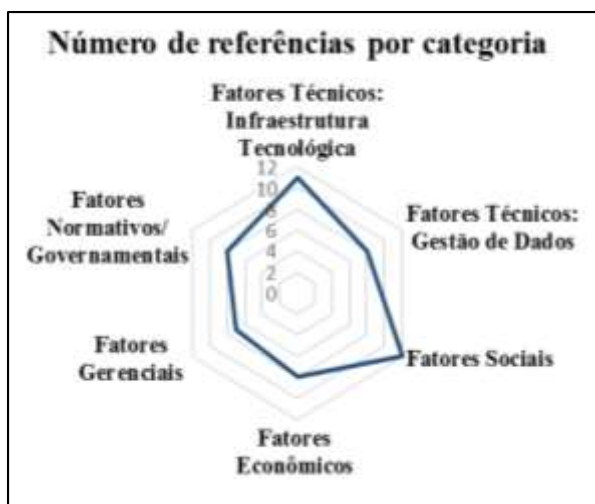 Número de referências por categoria
Fatores Técnicos:
Infraestrutura
Tecnológica
12
10
8
6
4
2
0
Fatores Técnicos:
Gestão de Dados
Fatores Sociais
Fatores
Econômicos
Fatores
Gerenciais
Fatores
Normativos/
Governamentais